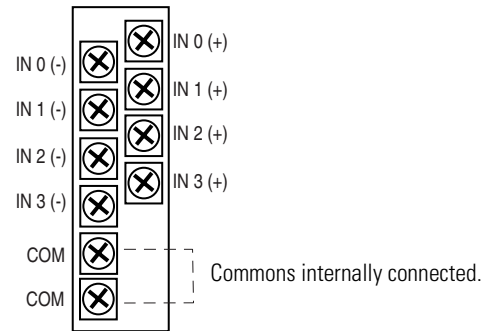 IN 0 (+)
IN 0 (-)
IN 1 (+)
IN 1 (-)
IN 2 (+)
IN 2 (-)
IN 3 (+)
IN 3 (-)
COM
Commons internally connected.
COM